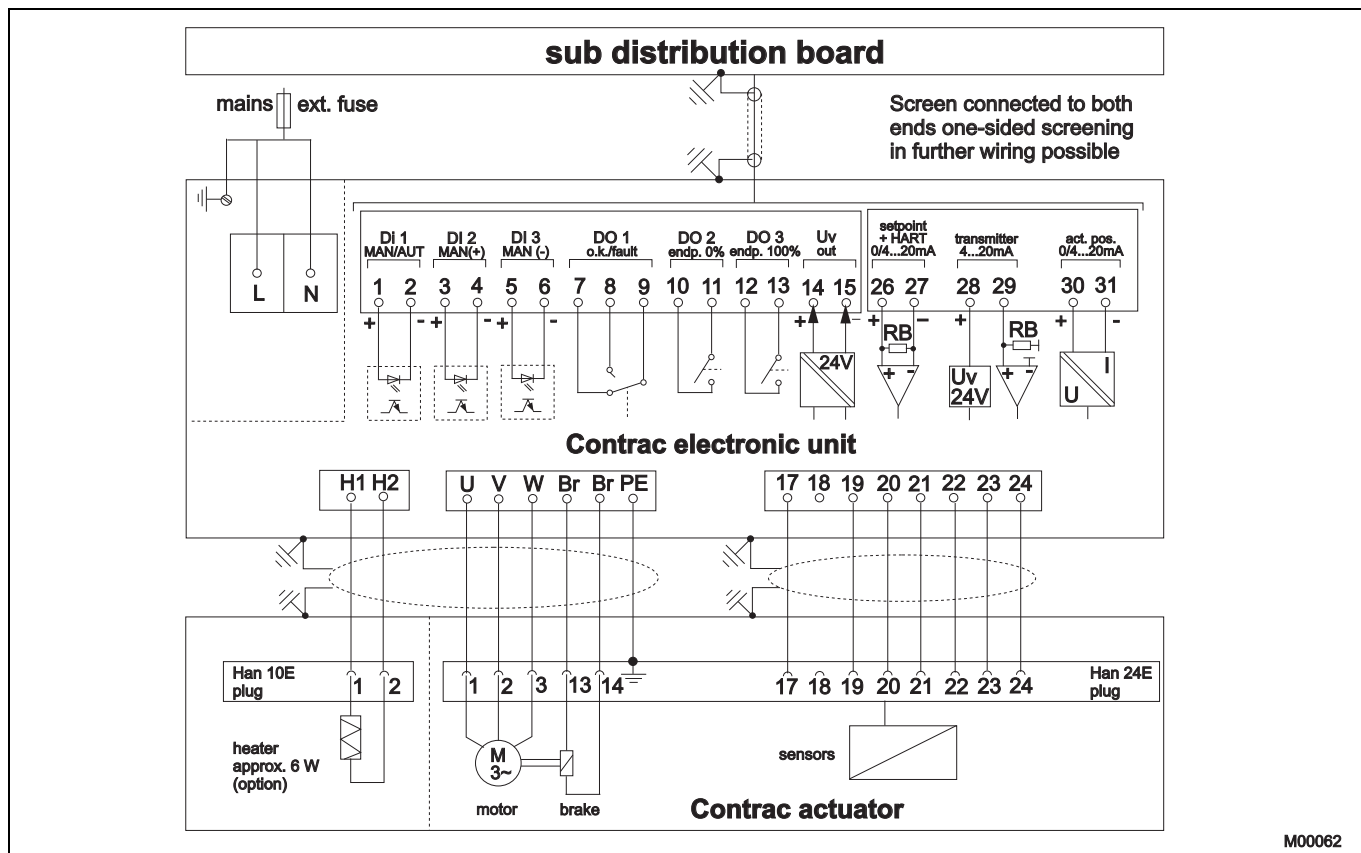 sub distribution board
mains ext. fuse
Screen connected to both
ends one-sided screening
in further wiring possible
L N
Di 1 DI 2 DI 3 DO 1 DO 2 DO 3 Uv
MAN/AUT MAN(+) MAN (-) o.k./fault endp. 0% endp. 100% out
setpoint
+ HART transmitter act. pos.
0/4...20mA 4...20mA 0/4...20mA
1 2 3 4 5 6 7 8 9 10 11 12 13 14 15 26 27 28 29 30 31
+ - + - + - + - + - + + -
RB RB
24V + - Uv 24V + - U I
Contrac electronic unit
H1 H2 U V W Br Br PE 17 18 19 20 21 22 23 24
Han 10E
plug
1 2 1 2 3 13 14 17 18 19 20 21 22 23 24
Han 24E
plug
heater
approx. 6 W
(option)
M
3~
motor brake
sensors
Contrac actuator
M00062